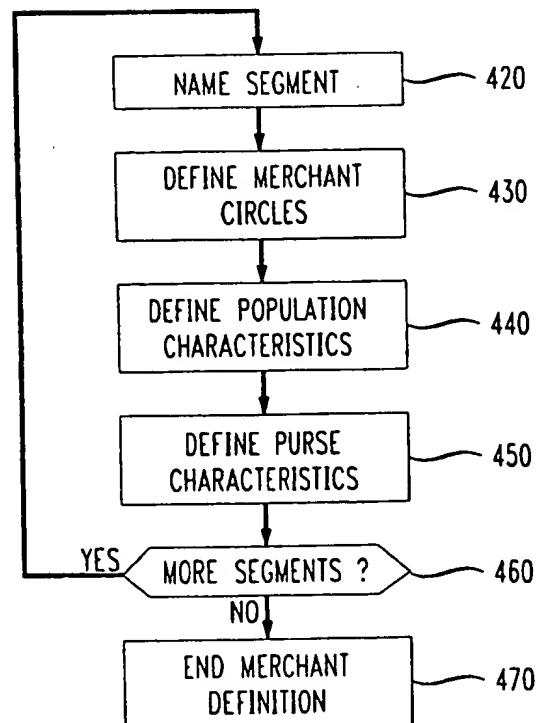 NAME SEGMENT
420
DEFINE MERCHANT
CIRCLES
430
DEFINE POPULATION
CHARACTERISTICS
440
DEFINE PURSE
CHARACTERISTICS
450
YES
MORE SEGMENTS ?
460
NO
END MERCHANT
DEFINITION
470